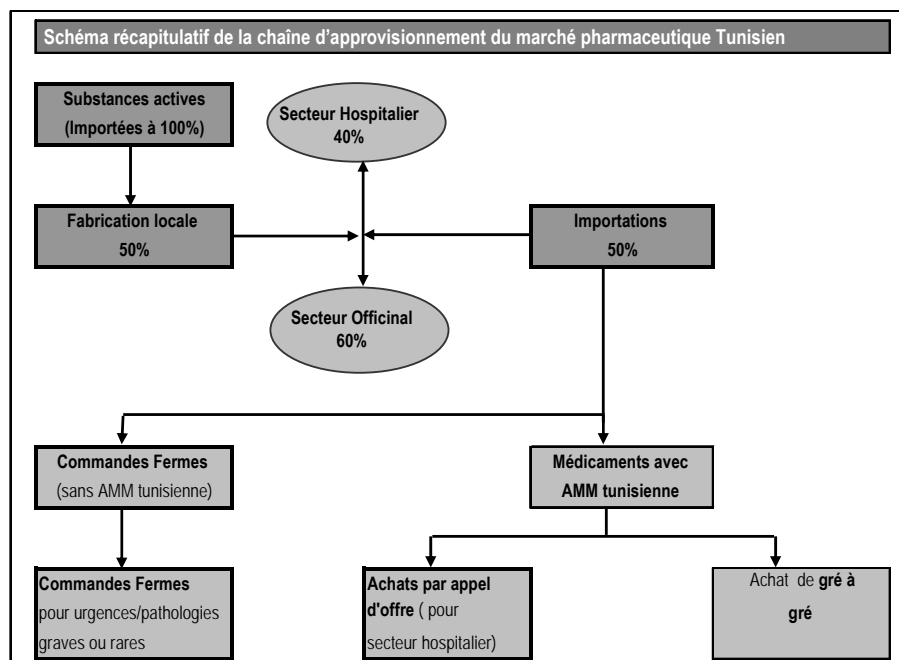 Schéma récapitulatif de la chaîne d'approvisionnement du marché pharmaceutique Tunisien
Substances actives
(Importées à 100%)
Secteur Hospitalier
40%
Fabrication locale
50%
Importations
50%
Secteur Officinal
60%
Commandes Fermes
(sans AMM tunisienne)
Médicaments avec
AMM tunisienne
Commandes Fermes
pour urgences/pathologies
graves ou rares
Achats par appel
d'offre ( pour
secteur hospitalier)
Achat de gré à
gré